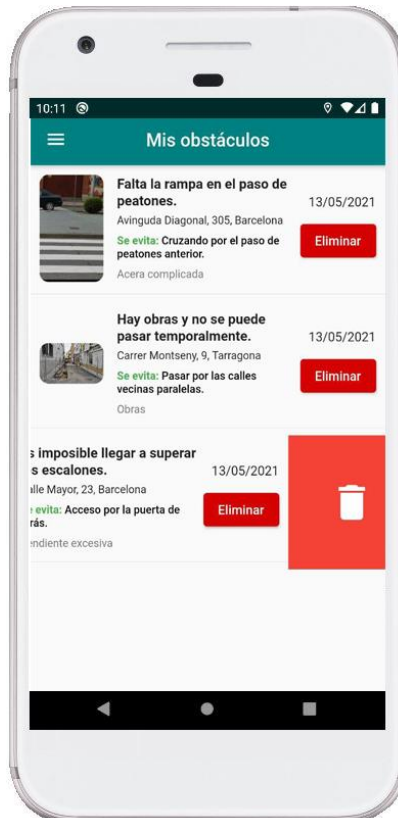 10:11
Mis obstáculos
Falta la rampa en el paso de
peatones.
13/05/2021
Avinguda Diagonal, 305, Barcelona
Se evita: Cruzando por el paso de
peatones anterior.
Eliminar
Acera complicada
Hay obras y no se puede
pasar temporalmente.
13/05/2021
Carrer Montseny, 9, Tarragona
Se evita: Pasar por las calles
vecinas paralelas.
Eliminar
Obras
s imposible llegar a superar
s escalones.
13/05/2021
alle Mayor, 23, Barcelona
e evita: Acceso por la puerta de
rás.
Eliminar
endiente excesiva